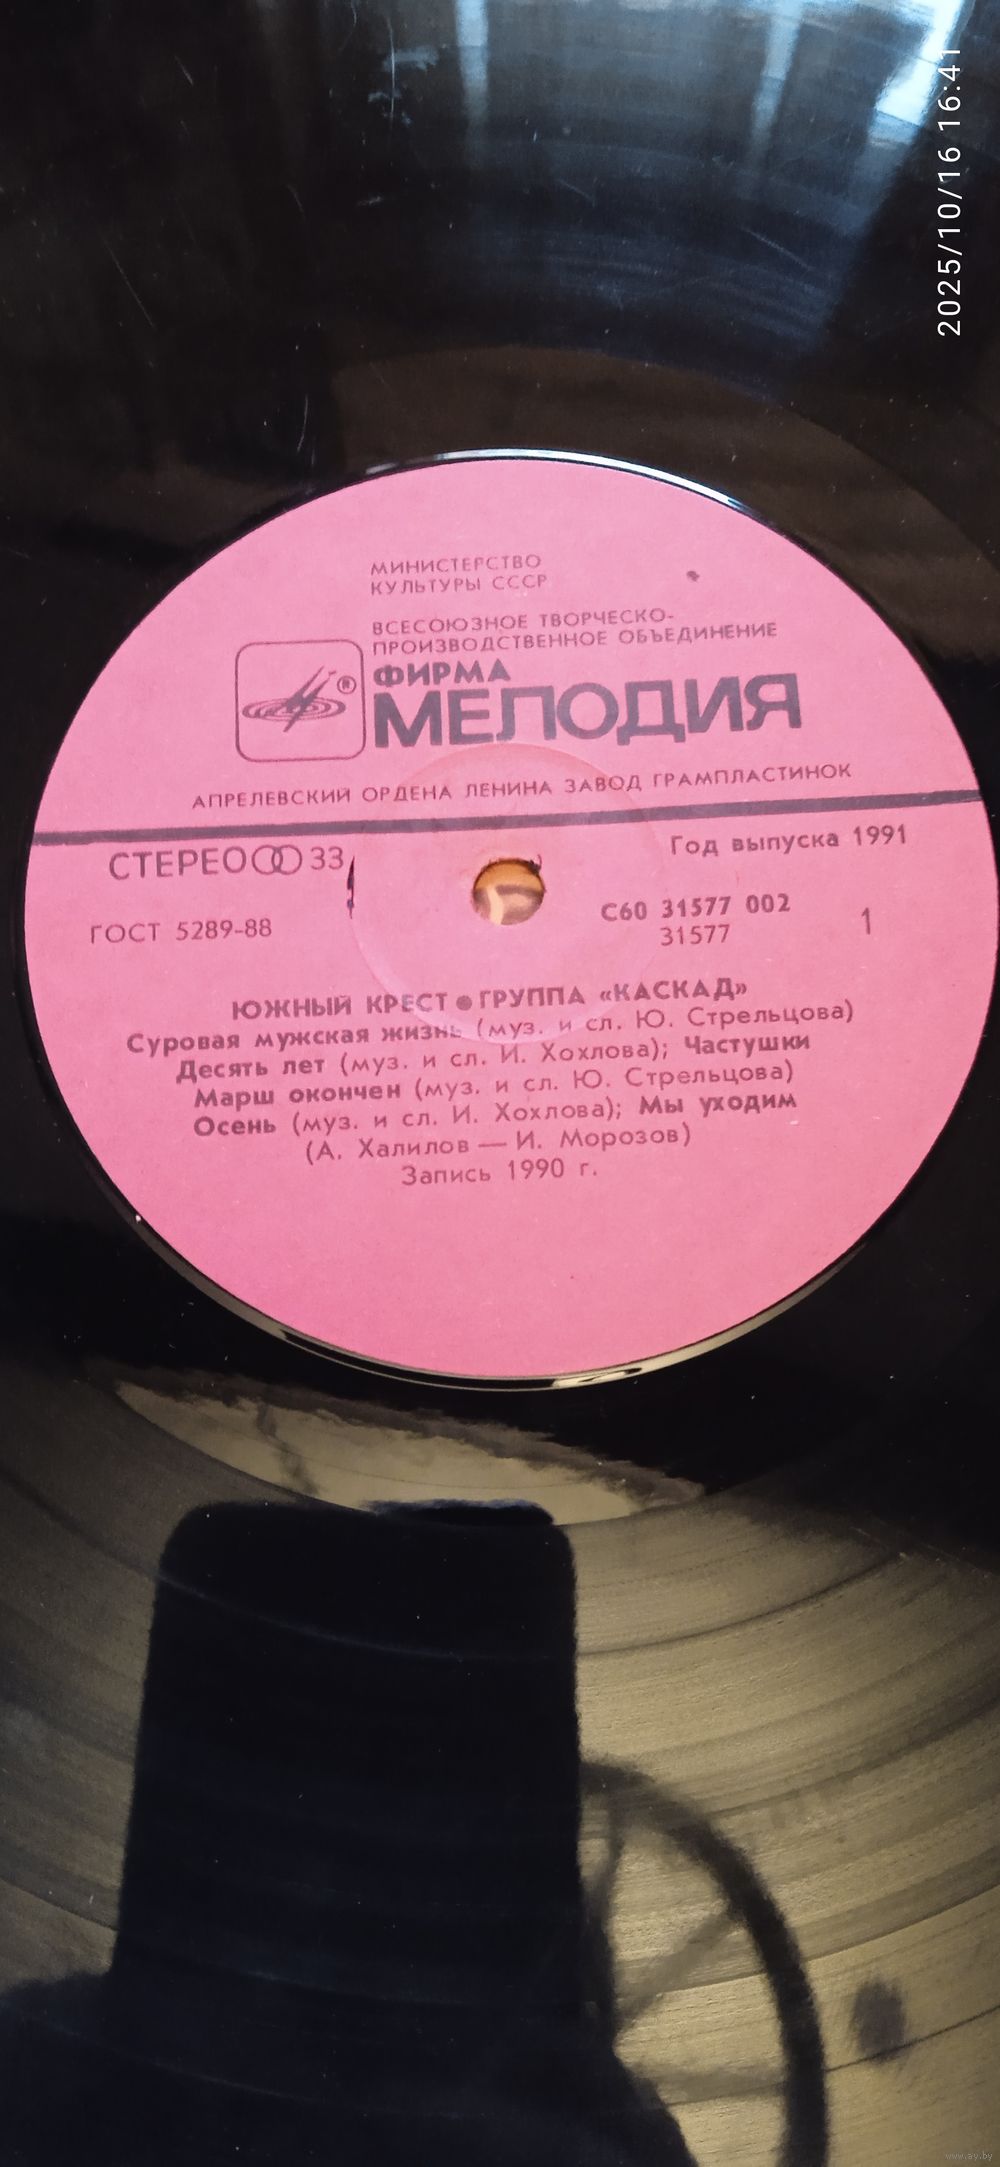 2025/10/16 16:41
МИНИСТЕРСТВО
КУЛЬТУРЫ СССР
ВСЕСОЮЗНОЕ ТВОРЧЕСКО-
ПРОИЗВОДСТВЕННОЕ ОБЪЕДИНЕНИЕ
®
ФИРМА
МЕЛОДИЯ
АПРЕЛЕВСКИЙ ОРДЕНА ЛЕНИНА ЗАВОД ГРАМПЛАСТИНОК
СТЕРЕО 33
Год выпуска 1991
ГОСТ 5289-88
С60 31577 002
31577
1
ЮЖНЫЙ КРЕСТ ● ГРУППА «КАСКАД»
Суровая мужская жизнь (муз. и сл. Ю. Стрельцова)
Десять лет (муз. и сл. И. Хохлова); Частушки
Марш окончен (муз. и сл. Ю. Стрельцова)
Осень (муз. и сл. И. Хохлова); Мы уходим
(А. Халилов — И. Морозов)
Запись 1990 г.
www.ay.by